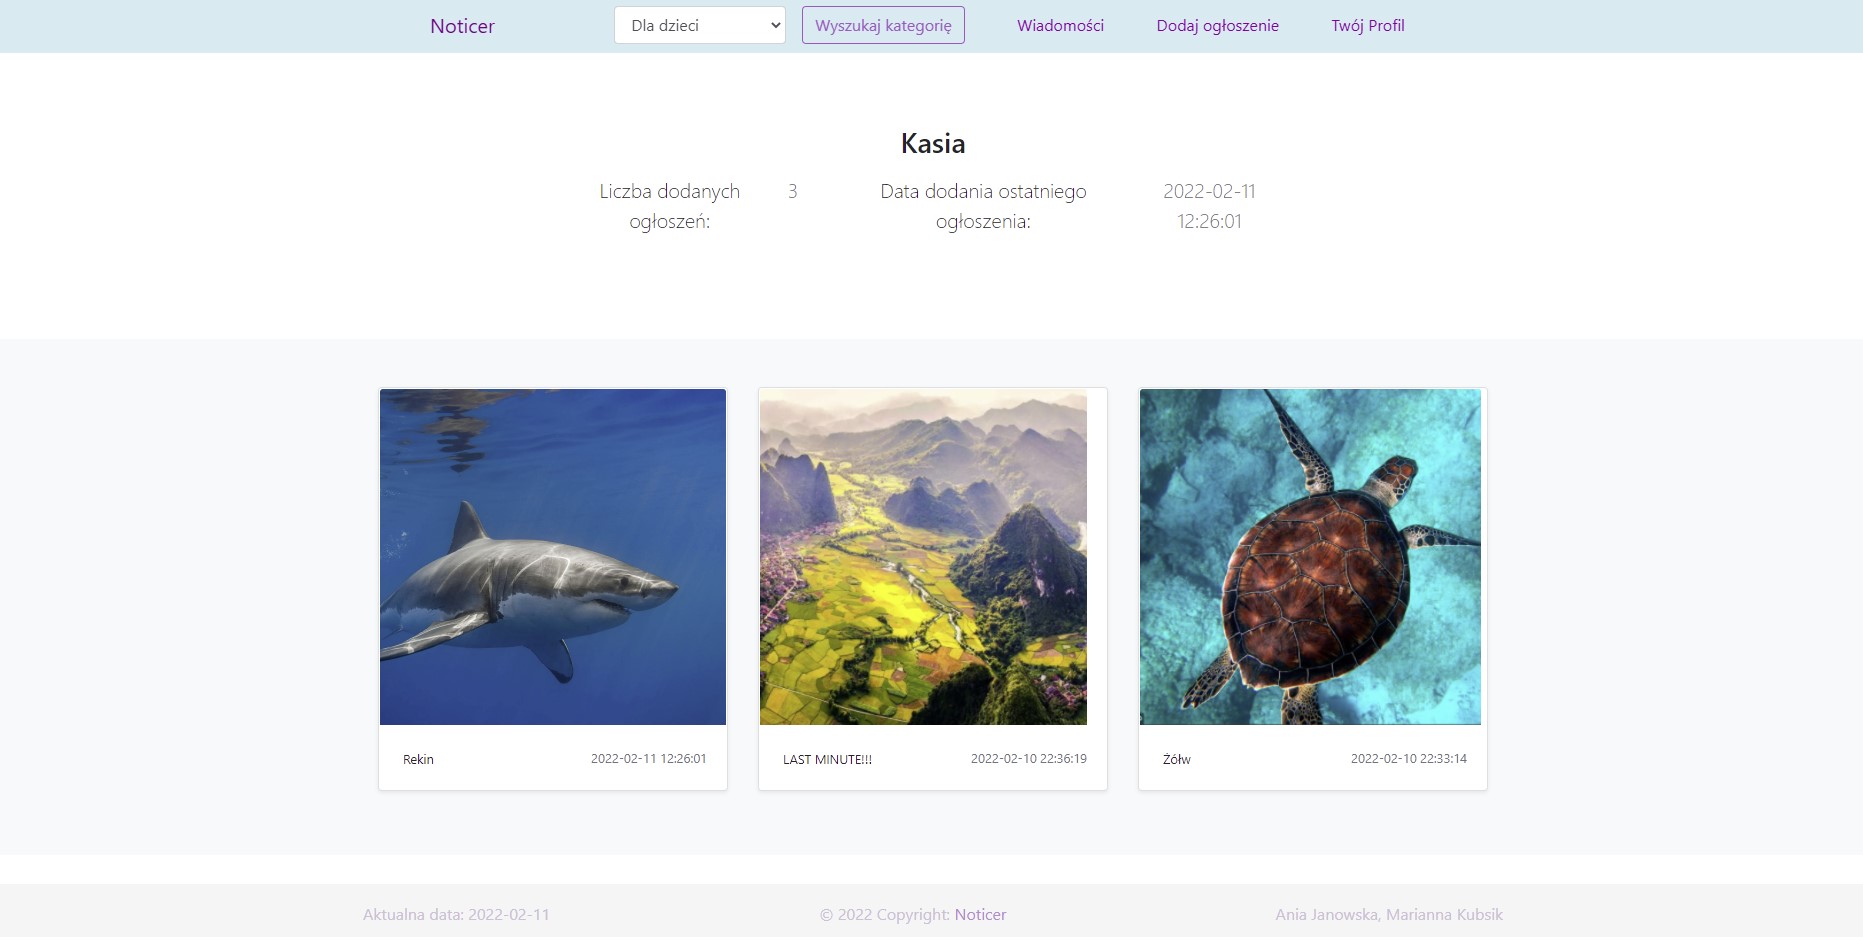 Noticer Dla dzieci Wyszukaj kategorię Wiadomości Dodaj ogłoszenie Twój Profil
Kasia
Liczba dodanych
ogłoszeń:
3
Data dodania ostatniego
ogłoszenia:
2022-02-11
12:26:01
Rekin 2022-02-11 12:26:01
LAST MINUTE!!! 2022-02-10 22:36:19
Żółw 2022-02-10 22:33:14
Aktualna data: 2022-02-11 © 2022 Copyright: Noticer Ania Janowska, Marianna Kubsik